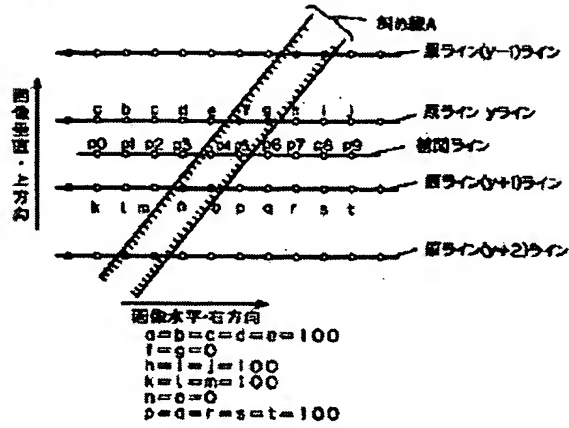 斜め線A
原ライン(y-1)ライン
原ライン yライン
a b c d e f g h i j
p0 p1 p2 p3 p4 p5 p6 p7 p8 p9
補間ライン
原ライン(y+1)ライン
k l m n o p q r s t
原ライン(y+2)ライン
画像垂直・上方向
画像水平・右方向
a=b=c=d=e=100
f=g=0
h=i=j=100
k=l=m=100
n=o=0
p=q=r=s=t=100